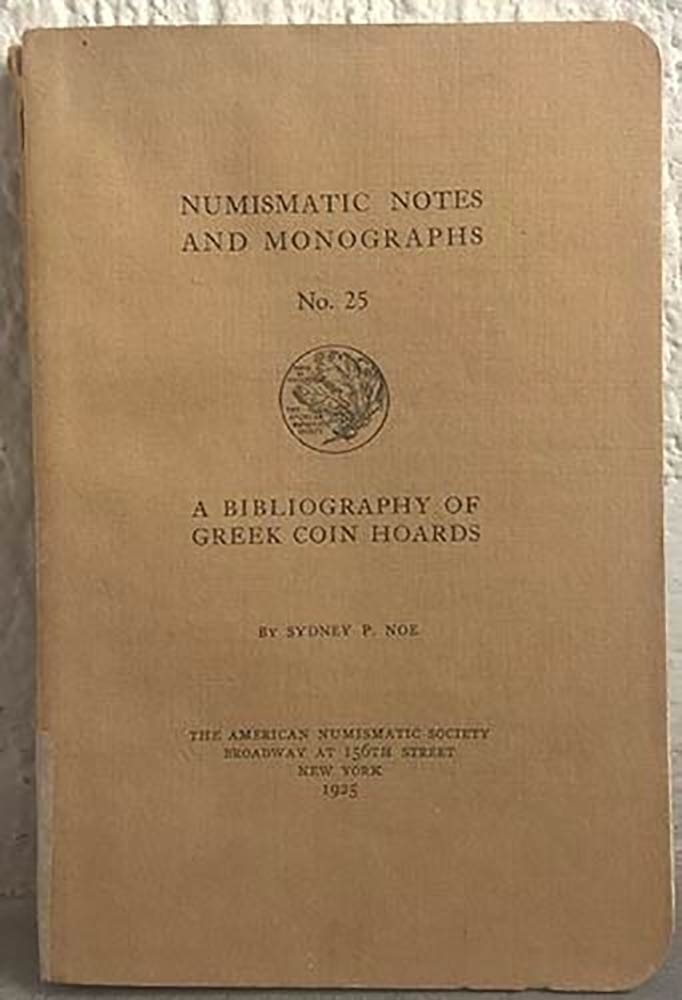 NUMISMATIC NOTES
AND MONOGRAPHS
No. 25
A BIBLIOGRAPHY OF
GREEK COIN HOARDS
BY SYDNEY P. NOE
THE AMERICAN NUMISMATIC SOCIETY
BROADWAY AT 156TH STREET
NEW YORK
1925